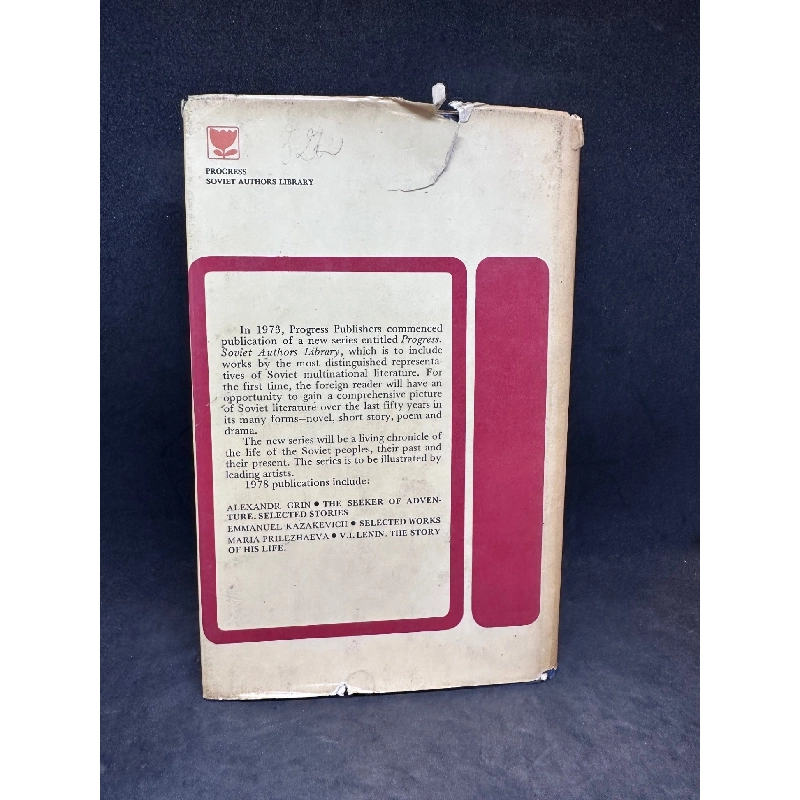 PROGRESS
SOVIET AUTHORS LIBRARY
In 1973, Progress Publishers commenced
publication of a new series entitled Progress.
Soviet Authors Library, which is to include
works by the most distinguished representa-
tives of Soviet multinational literature. For
the first time, the foreign reader will have an
opportunity to gain a comprehensive picture
of Soviet literature over the last fifty years in
its many forms—novel, short story, poem and
drama.
The new series will be a living chronicle of
the life of the Soviet peoples, their past and
their present. The series is to be illustrated by
leading artists.
1978 publications include:
ALEXANDR GRIN • THE SEEKER OF ADVEN-
TURE. SELECTED STORIES
EMMANUEL KAZAKEVICH • SELECTED WORKS
MARIA PRILEZHAEVA • V.I. LENIN. THE STORY
OF HIS LIFE.